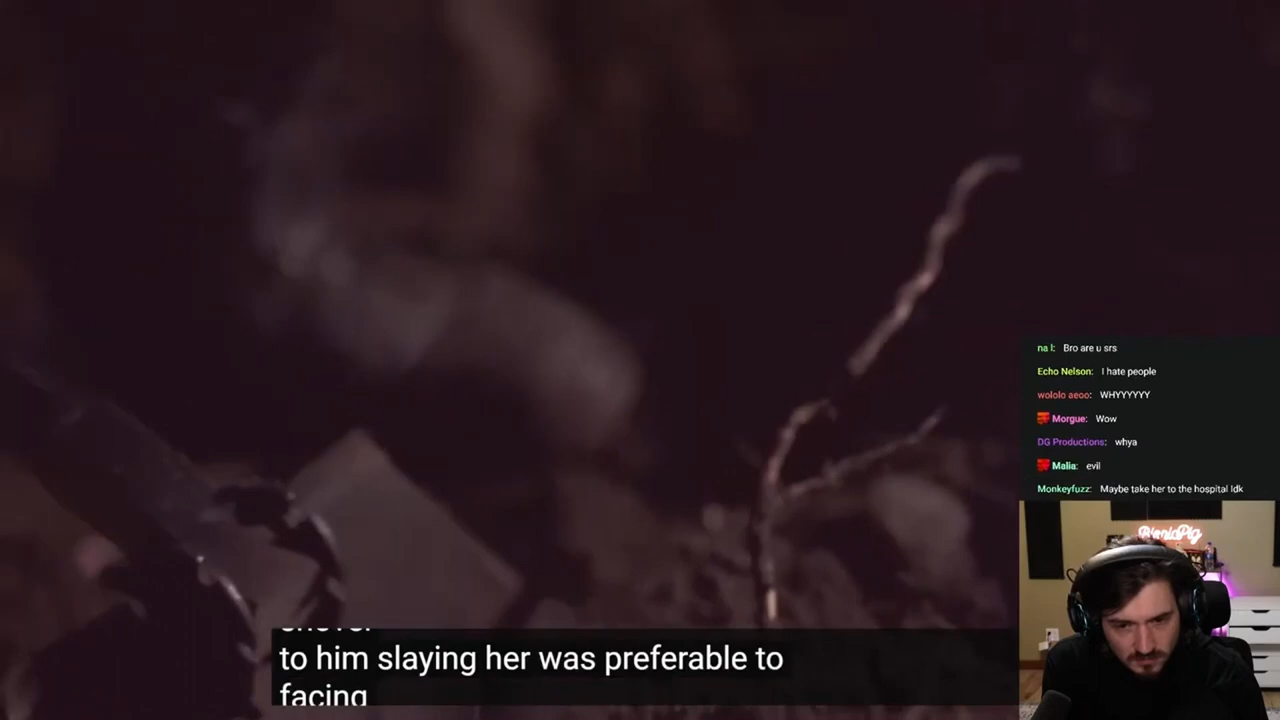 na l: Bro are u srs
Echo Nelson: I hate people
wololo aeoo: WHYYYYYY
Morgue: Wow
DG Productions: whya
Malia: evil
Monkeyfuzz: Maybe take her to the hospital Idk
to him slaying her was preferable to
facing